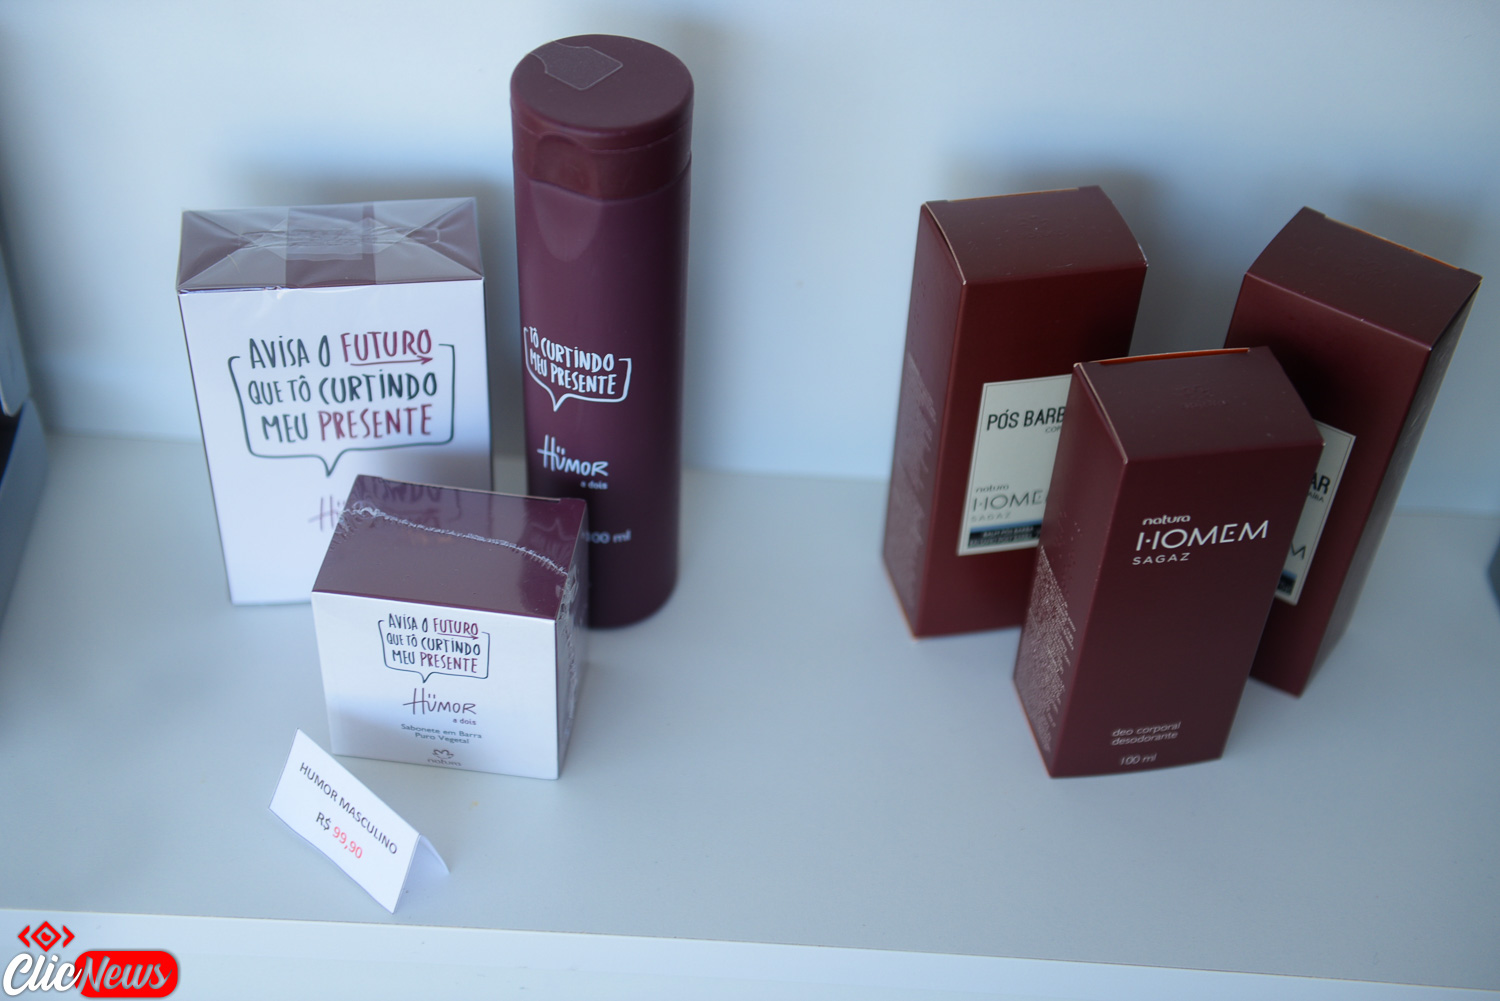 AVISA O FUTURO
QUE TÔ CURTINDO
MEU PRESENTE
TÔ CURTINDO
MEU PRESENTE
HÜMOR
a dois
AVISA O FUTURO
QUE TÔ CURTINDO
MEU PRESENTE
HÜMOR
a dois
Sabonete em Barra
Puro Vegetal
natura
HUMOR MASCULINO
R$ 99,90
PÓS BARB
natura
HOMEM
SAGAZ
natura
HOMEM
SAGAZ
deo corporal
desodorante
100 ml
ClicNews